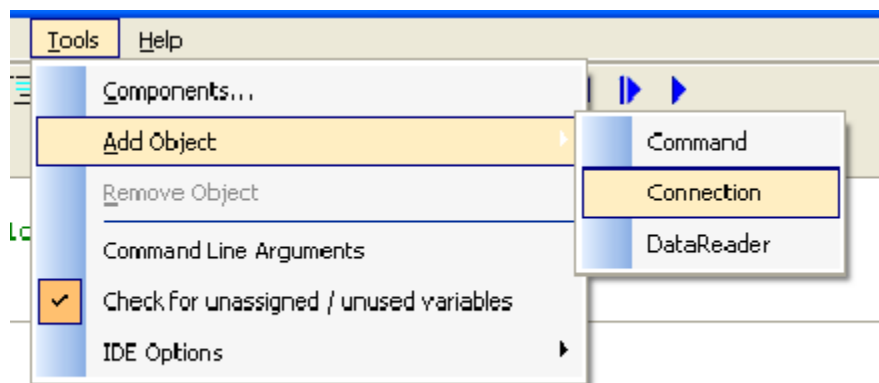 Tools Help
Components...
Add Object
Remove Object
Command Line Arguments
Check for unassigned / unused variables
IDE Options
Command
Connection
DataReader